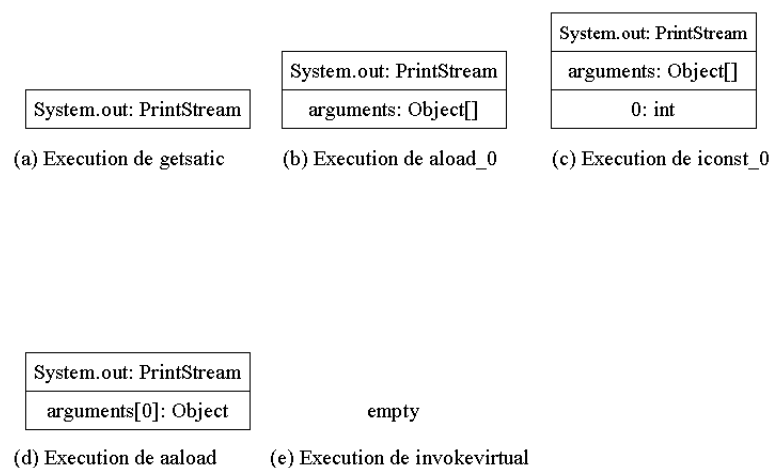 System.out: PrintStream
(a) Execution de getsatic
System.out: PrintStream
arguments: Object[]
(b) Execution de aload_0
System.out: PrintStream
arguments: Object[]
0: int
(c) Execution de iconst_0
System.out: PrintStream
arguments[0]: Object
(d) Execution de aaload
empty
(e) Execution de invokevirtual